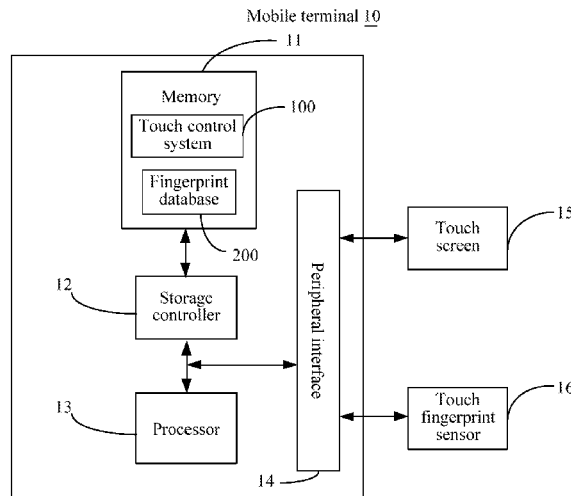 Mobile terminal 10
11
Memory
100
Touch control
system
Fingerprint
database
200
15
Touch
screen
12
Storage
controller
Peripheral interface
13
Processor
16
Touch
fingerprint
sensor
14